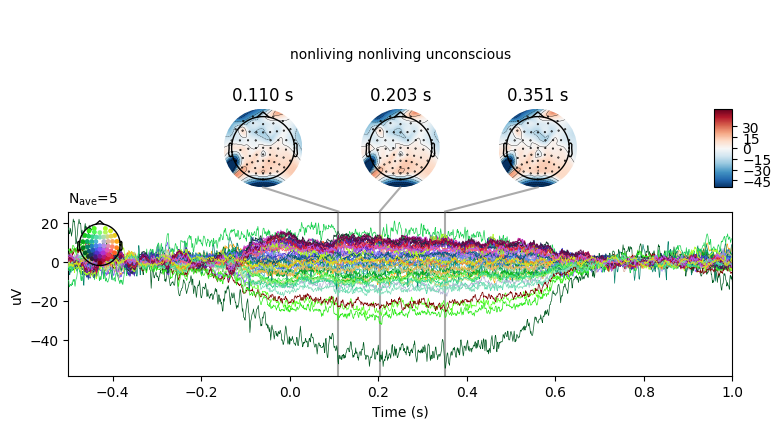 nonliving nonliving unconscious
0.110 s 0.203 s 0.351 s
30
15
0
−15
−30
−45
Nave=5
20
0
−20
−40
uV
−0.4 −0.2 0.0 0.2 0.4 0.6 0.8 1.0
Time (s)